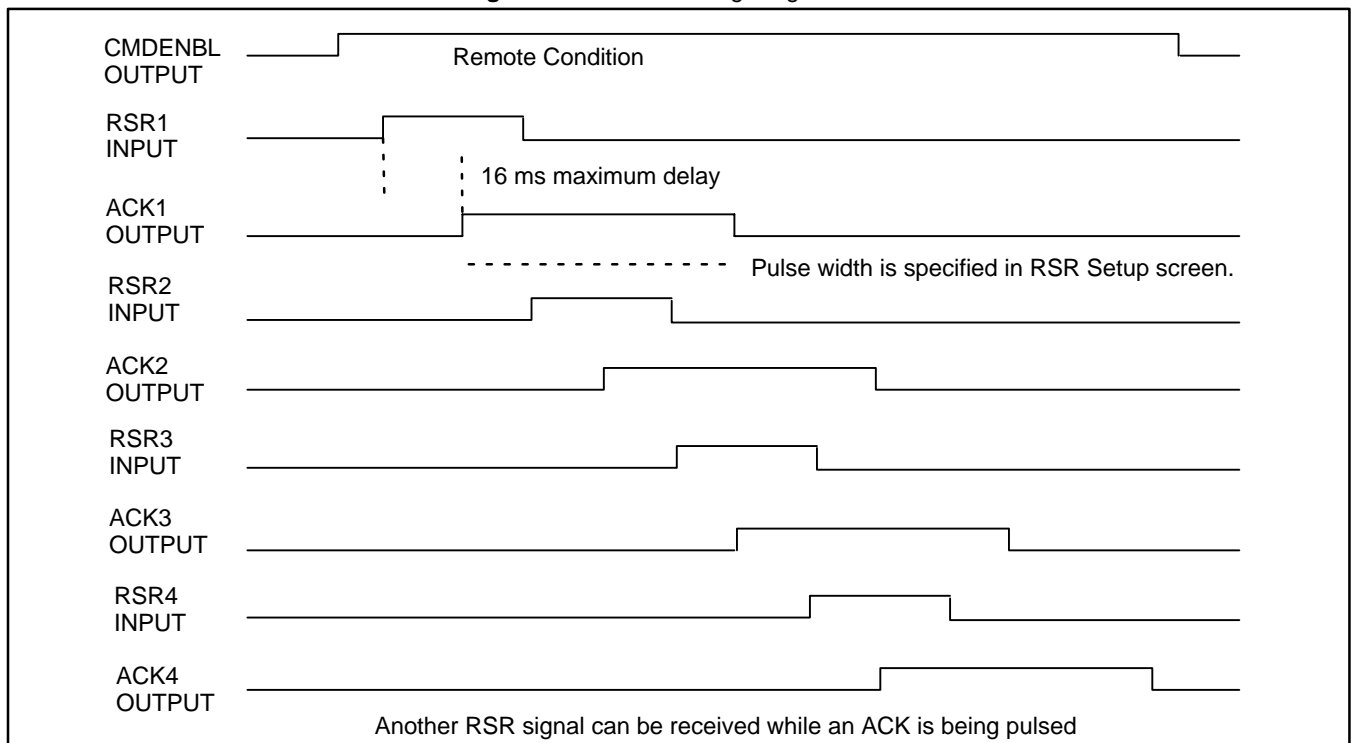 CMDENBL
OUTPUT
Remote Condition
RSR1
INPUT
16 ms maximum delay
ACK1
OUTPUT
Pulse width is specified in RSR Setup screen.
RSR2
INPUT
ACK2
OUTPUT
RSR3
INPUT
ACK3
OUTPUT
RSR4
INPUT
ACK4
OUTPUT
Another RSR signal can be received while an ACK is being pulsed